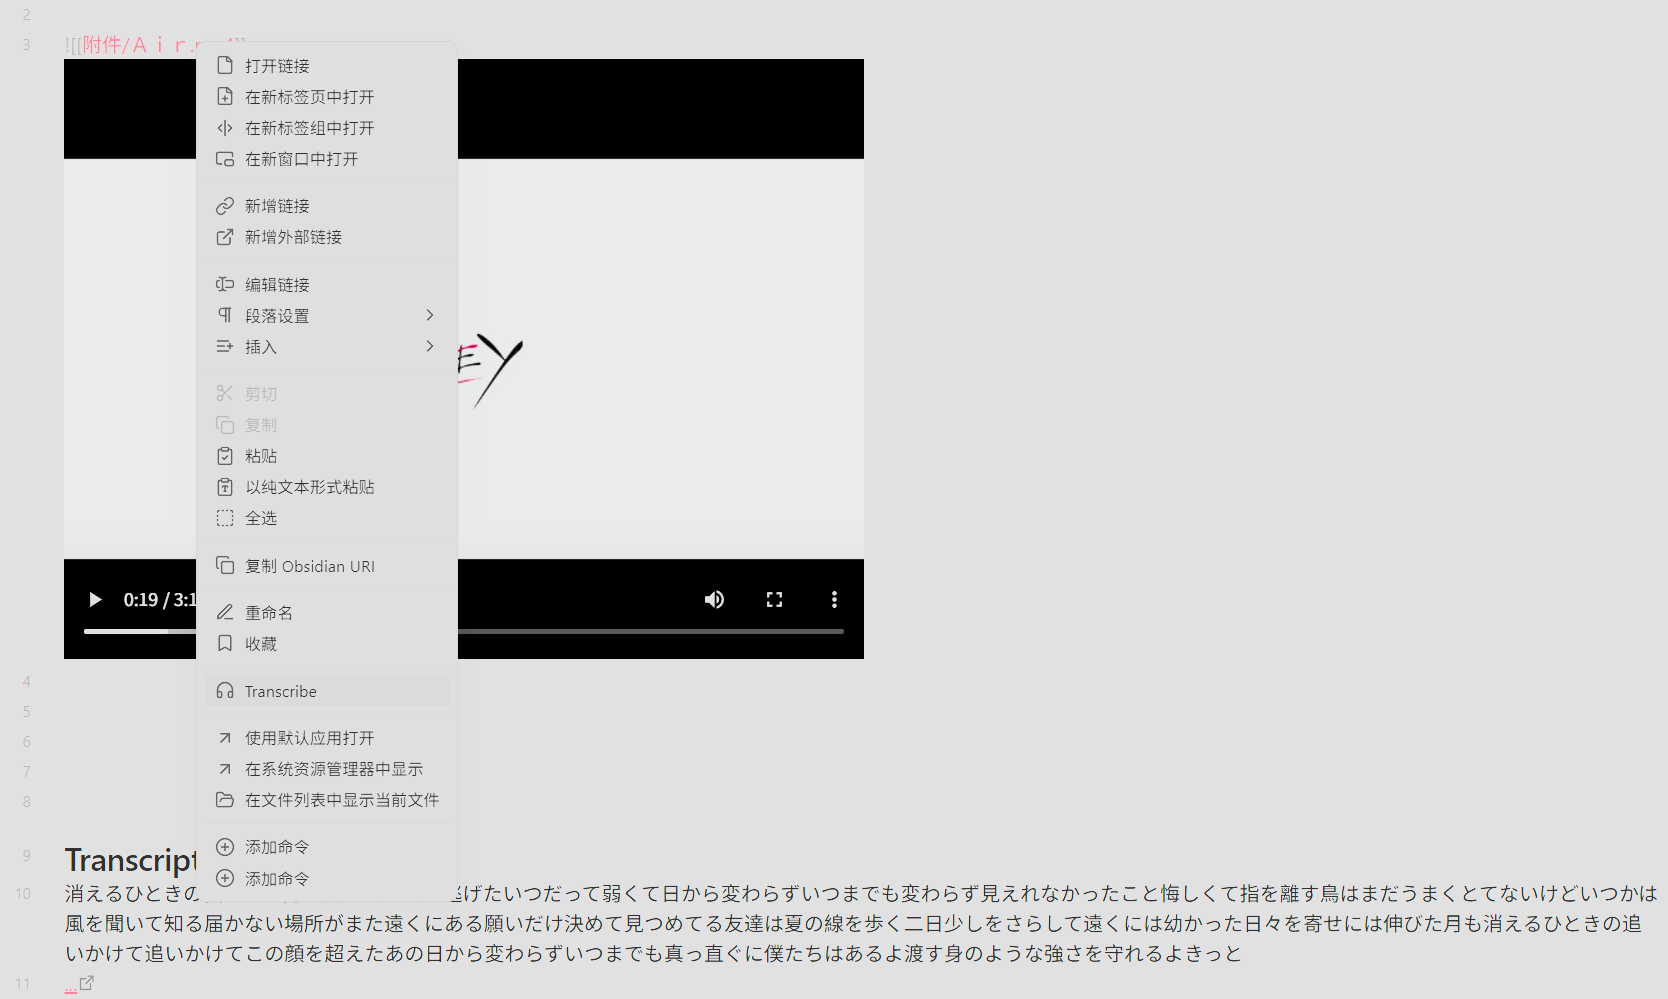 2
3
![[附件/Ａｉｒ.
打开链接
在新标签页中打开
在新标签组中打开
在新窗口中打开
新增链接
新增外部链接
编辑链接
段落设置
插入
剪切
复制
粘贴
以纯文本形式粘贴
全选
复制 Obsidian URI
重命名
收藏
Transcribe
使用默认应用打开
在系统资源管理器中显示
在文件列表中显示当前文件
添加命令
添加命令
EY
0:19 / 3:1
4
5
6
7
8
9
Transcript
10
消えるひときの 逃げたいつだって弱くて日から変わらずいつまでも変わらず見えれなかったこと悔しくて指を離す鳥はまだうまくとてないけどいつかは
風を聞いて知る届かない場所がまた遠くにある願いだけ決めて見つめてる友達は夏の線を歩く二日少しをさらして遠くには幼かった日々を寄せには伸びた月も消えるひときの追
いかけて追いかけてこの顔を超えたあの日から変わらずいつまでも真っ直ぐに僕たちはあるよ渡す身のような強さを守れるよきっと
11
...